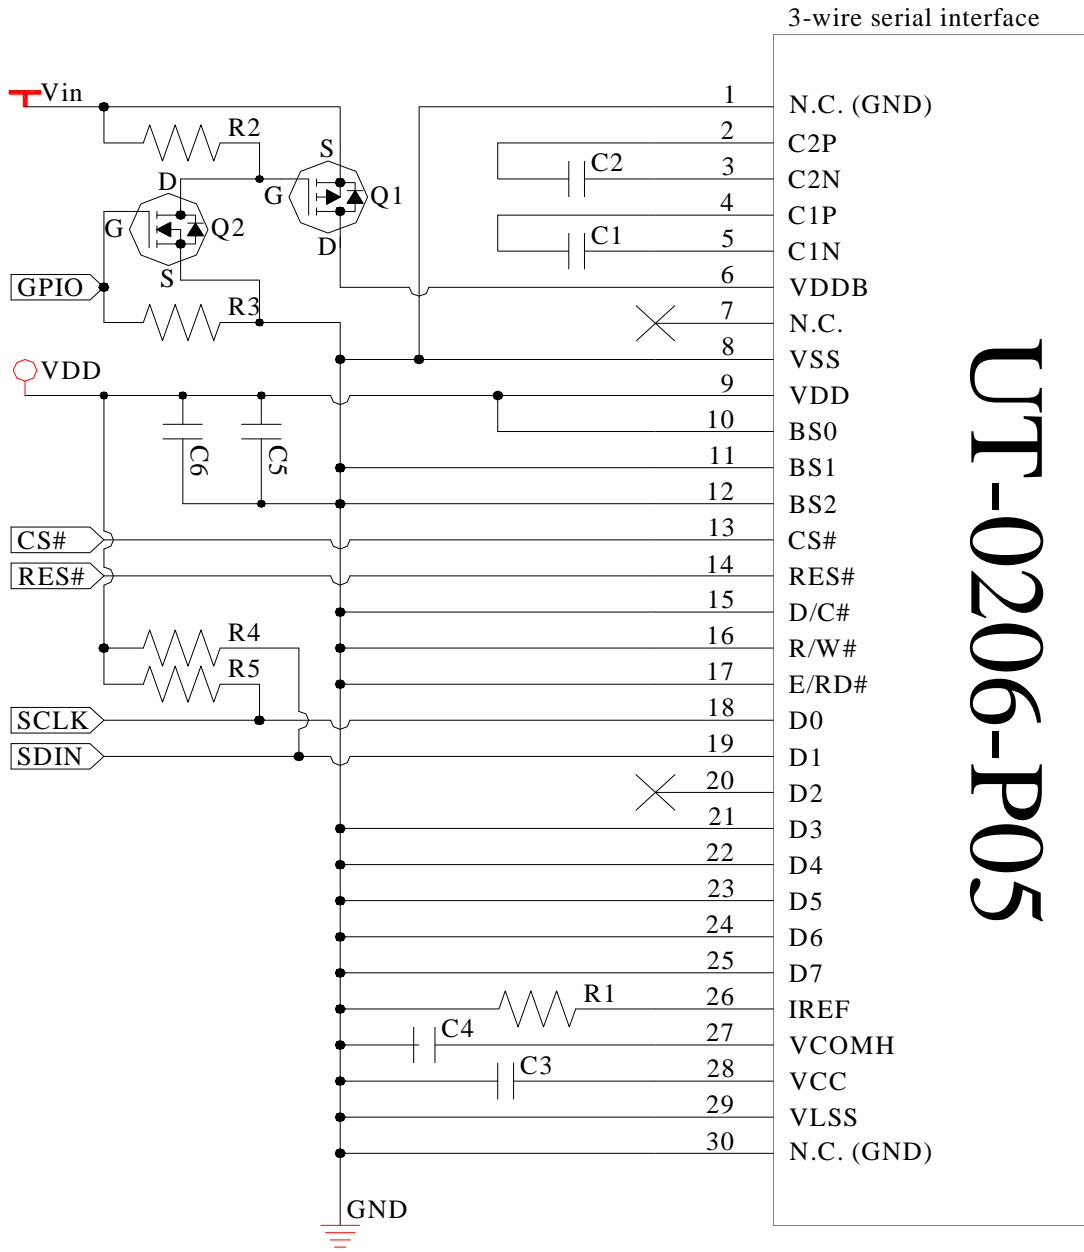 3-wire serial interface
Vin
R2
S
Q1
G
D
D
G
Q2
S
GPIO
R3
VDD
C6
C5
CS#
RES#
R4
R5
SCLK
SDIN
C2
C1
R1
C4
C3
GND
1 N.C. (GND)
2 C2P
3 C2N
4 C1P
5 C1N
6 VDDB
7 N.C.
8 VSS
9 VDD
10 BS0
11 BS1
12 BS2
13 CS#
14 RES#
15 D/C#
16 R/W#
17 E/RD#
18 D0
19 D1
20 D2
21 D3
22 D4
23 D5
24 D6
25 D7
26 IREF
27 VCOMH
28 VCC
29 VLSS
30 N.C. (GND)
UT-0206-P05